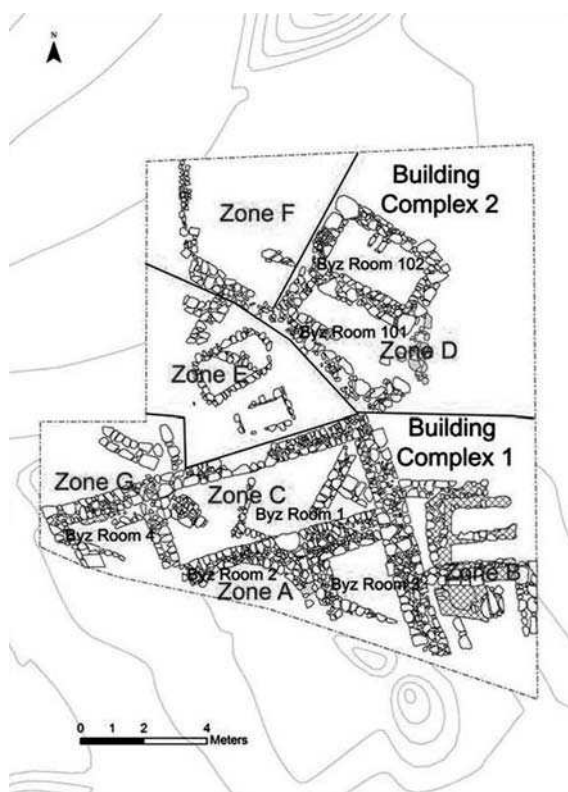 N
Building
Complex 2
Zone F
Byz Room 102
Byz Room 101
Zone D
Zone E
Building
Complex 1
Zone G
Zone C
Byz Room 1
Byz Room 4
Byz Room 2
Byz Room 3
Zone B
Zone A
0 1 2 4
Meters